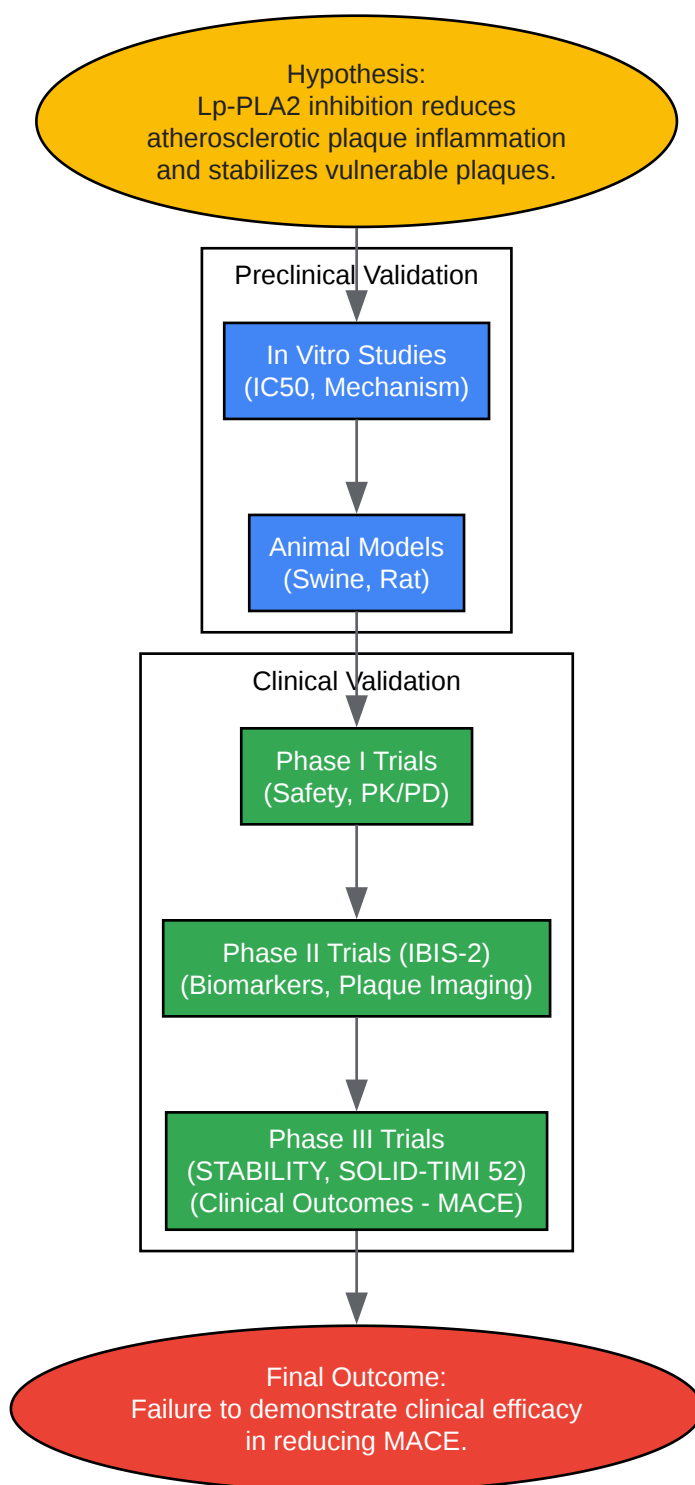 Hypothesis:
Lp-PLA2 inhibition reduces
atherosclerotic plaque inflammation
and stabilizes vulnerable plaques.
Preclinical Validation
In Vitro Studies
(IC50, Mechanism)
Animal Models
(Swine, Rat)
Clinical Validation
Phase I Trials
(Safety, PK/PD)
Phase II Trials (IBIS-2)
(Biomarkers, Plaque Imaging)
Phase III Trials
(STABILITY, SOLID-TIMI 52)
(Clinical Outcomes - MACE)
Final Outcome:
Failure to demonstrate clinical efficacy
in reducing MACE.